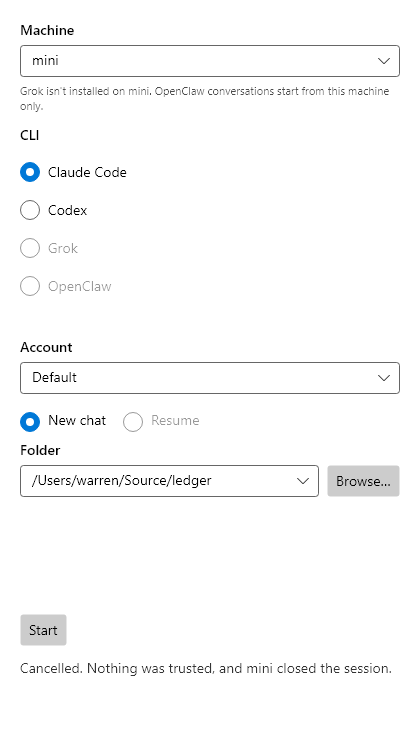 Machine
mini
Grok isn't installed on mini. OpenClaw conversations start from this machine
only.
CLI
Claude Code
Codex
Grok
OpenClaw
Account
Default
New chat Resume
Folder
/Users/warren/Source/ledger Browse...
Start
Cancelled. Nothing was trusted, and mini closed the session.